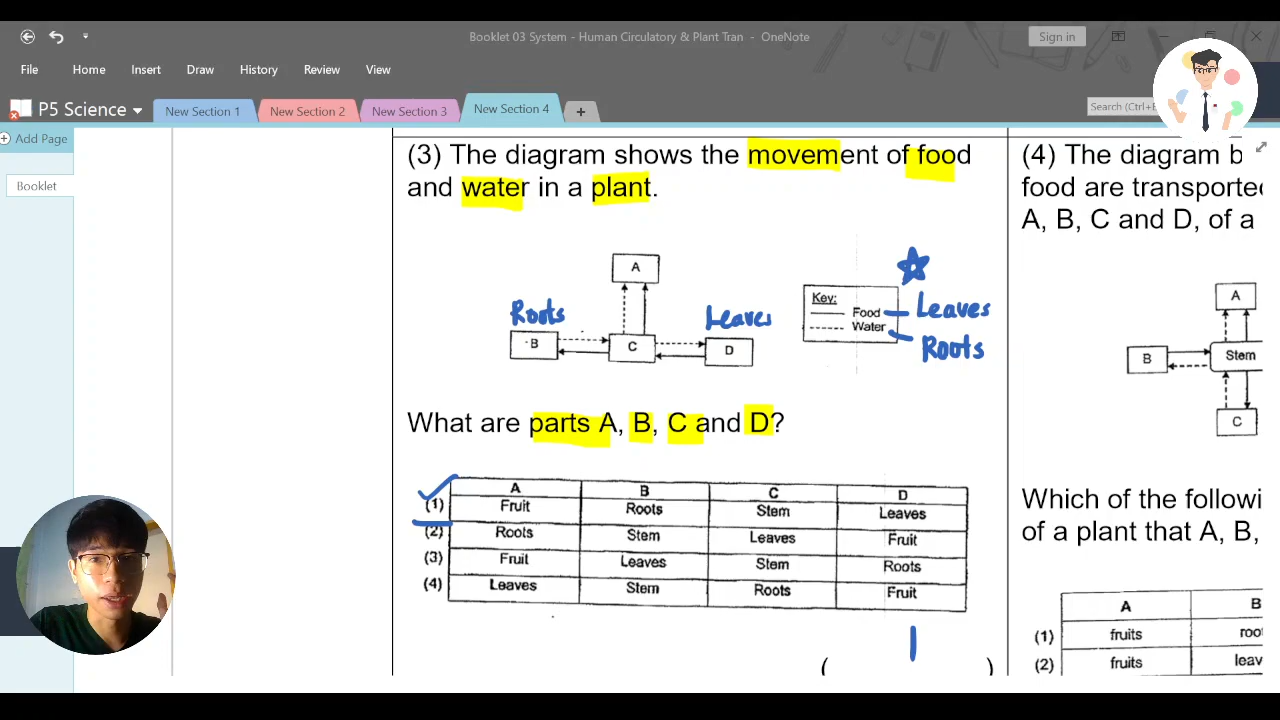 Booklet 03 System - Human Circulatory & Plant Tran - OneNote
Sign in
File Home Insert Draw History Review View
P5 Science New Section 1 New Section 2 New Section 3 New Section 4 +
Search (Ctrl+E
Add Page
Booklet
(3) The diagram shows the movement of food
and water in a plant.
A
Roots
Leaves
B
C
D
Key:
Food
Water
Leaves
Roots
What are parts A, B, C and D?
A B C D
(1) Fruit Roots Stem Leaves
(2) Roots Stem Leaves Fruit
(3) Fruit Leaves Stem Roots
(4) Leaves Stem Roots Fruit
( 1 )
(4) The diagram b
food are transporte
A, B, C and D, of a
A
B
Stem
C
Which of the followi
of a plant that A, B,
A B
(1) fruits roo
(2) fruits leav